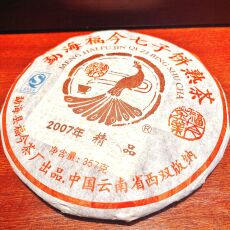 勐海福今七子饼熟茶
MENG HAI FU JIN QI ZI BING SHU CHA
®
2007年 精品
净含量:357克
勐海县福今茶厂出品.中国云南省西双版纳